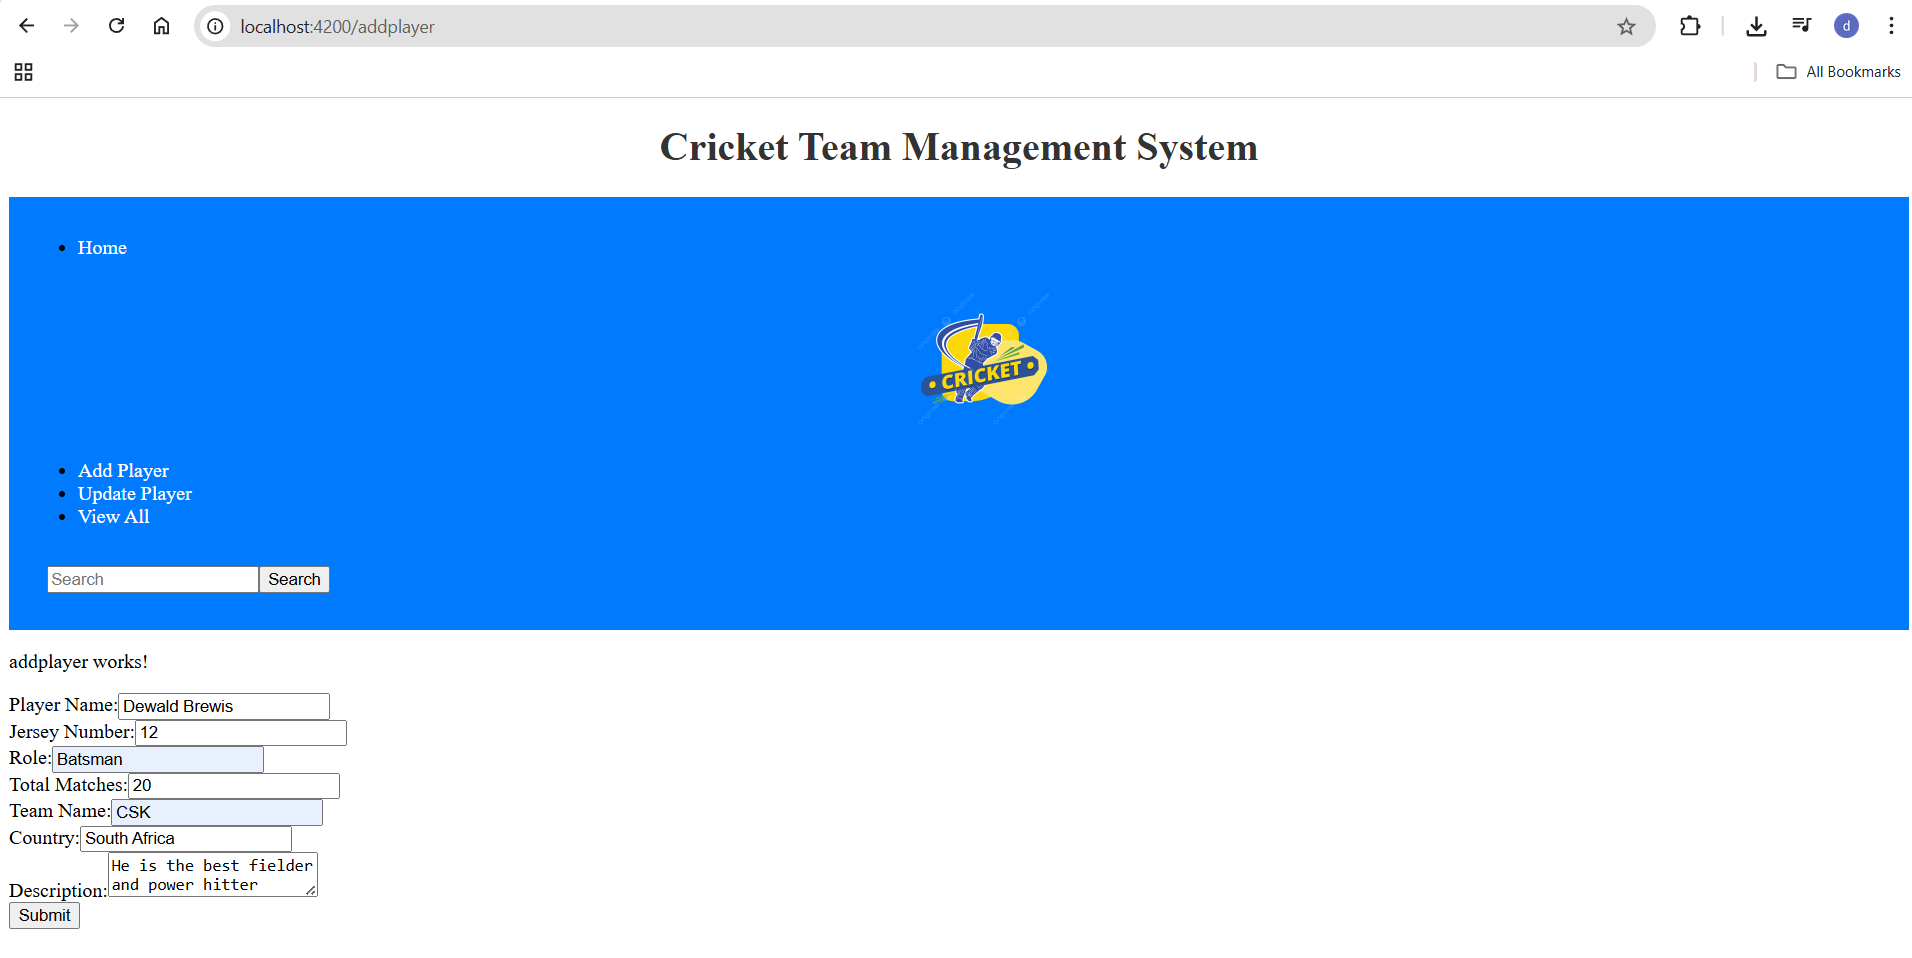 localhost:4200/addplayer
d
All Bookmarks
Cricket Team Management System
Home
CRICKET
Add Player
Update Player
View All
Search Search
addplayer works!
Player Name: Dewald Brewis
Jersey Number: 12
Role: Batsman
Total Matches: 20
Team Name: CSK
Country: South Africa
He is the best fielder
Description: and power hitter
Submit